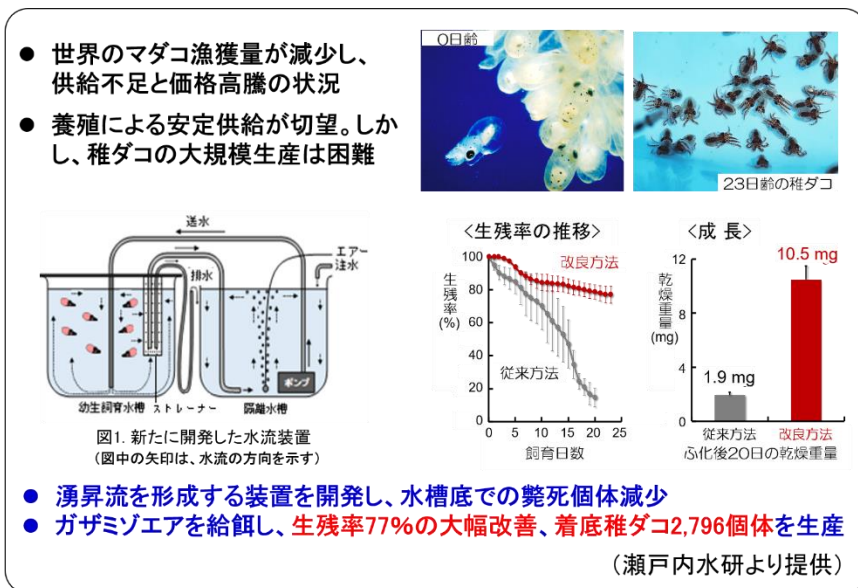 ● 世界のマダコ漁獲量が減少し、
供給不足と価格高騰の状況
● 養殖による安定供給が切望。しか
し、稚ダコの大規模生産は困難
0日齢
23日齢の稚ダコ
送水
エアー
注水
排水
ポンプ
幼生飼育水槽 ストレーナー 隔離水槽
図1. 新たに開発した水流装置
(図中の矢印は、水流の方向を示す)
<生残率の推移>
生残率(%)
100
80
60
40
20
0
改良方法
従来方法
0 5 10 15 20 25
飼育日数
<成 長>
乾燥重量(mg)
12
8
4
0
10.5 mg
1.9 mg
従来方法 改良方法
ふ化後20日の乾燥重量
● 湧昇流を形成する装置を開発し、水槽底での斃死個体減少
● ガザミゾエアを給餌し、生残率77%の大幅改善、着底稚ダコ2,796個体を生産
(瀬戸内水研より提供)